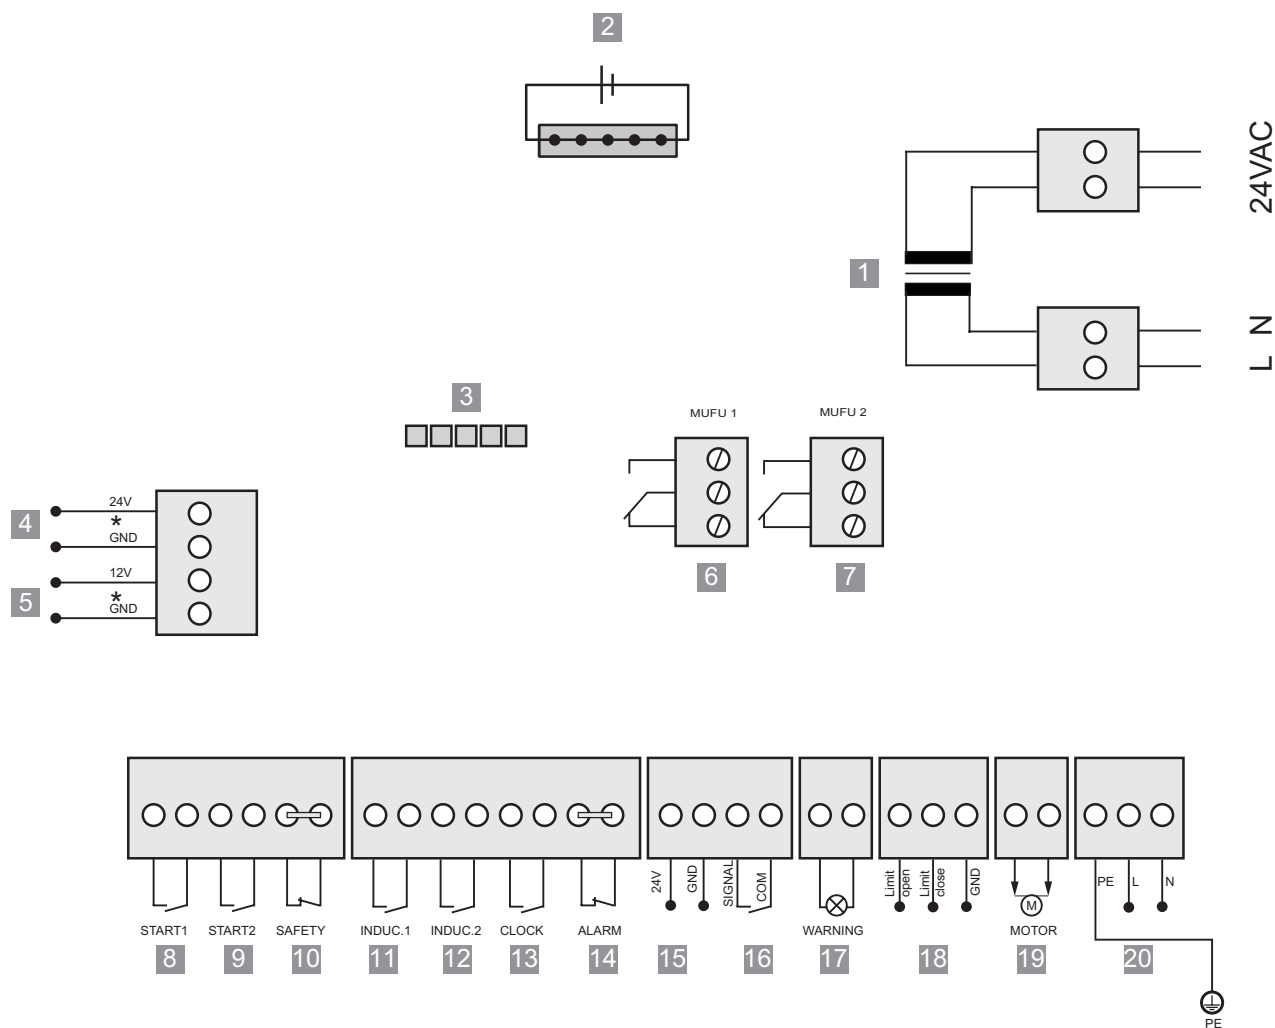 2
24VAC
1
L N
3
MUFU 1
MUFU 2
4
24V
*
GND
5
12V
*
GND
6
7
24V
GND
SIGNAL
COM
Limit
open
Limit
close
GND
M
PE
L
N
START1
START2
SAFETY
INDUC.1
INDUC.2
CLOCK
ALARM
WARNING
MOTOR
8
9
10
11
12
13
14
15
16
17
18
19
20
PE